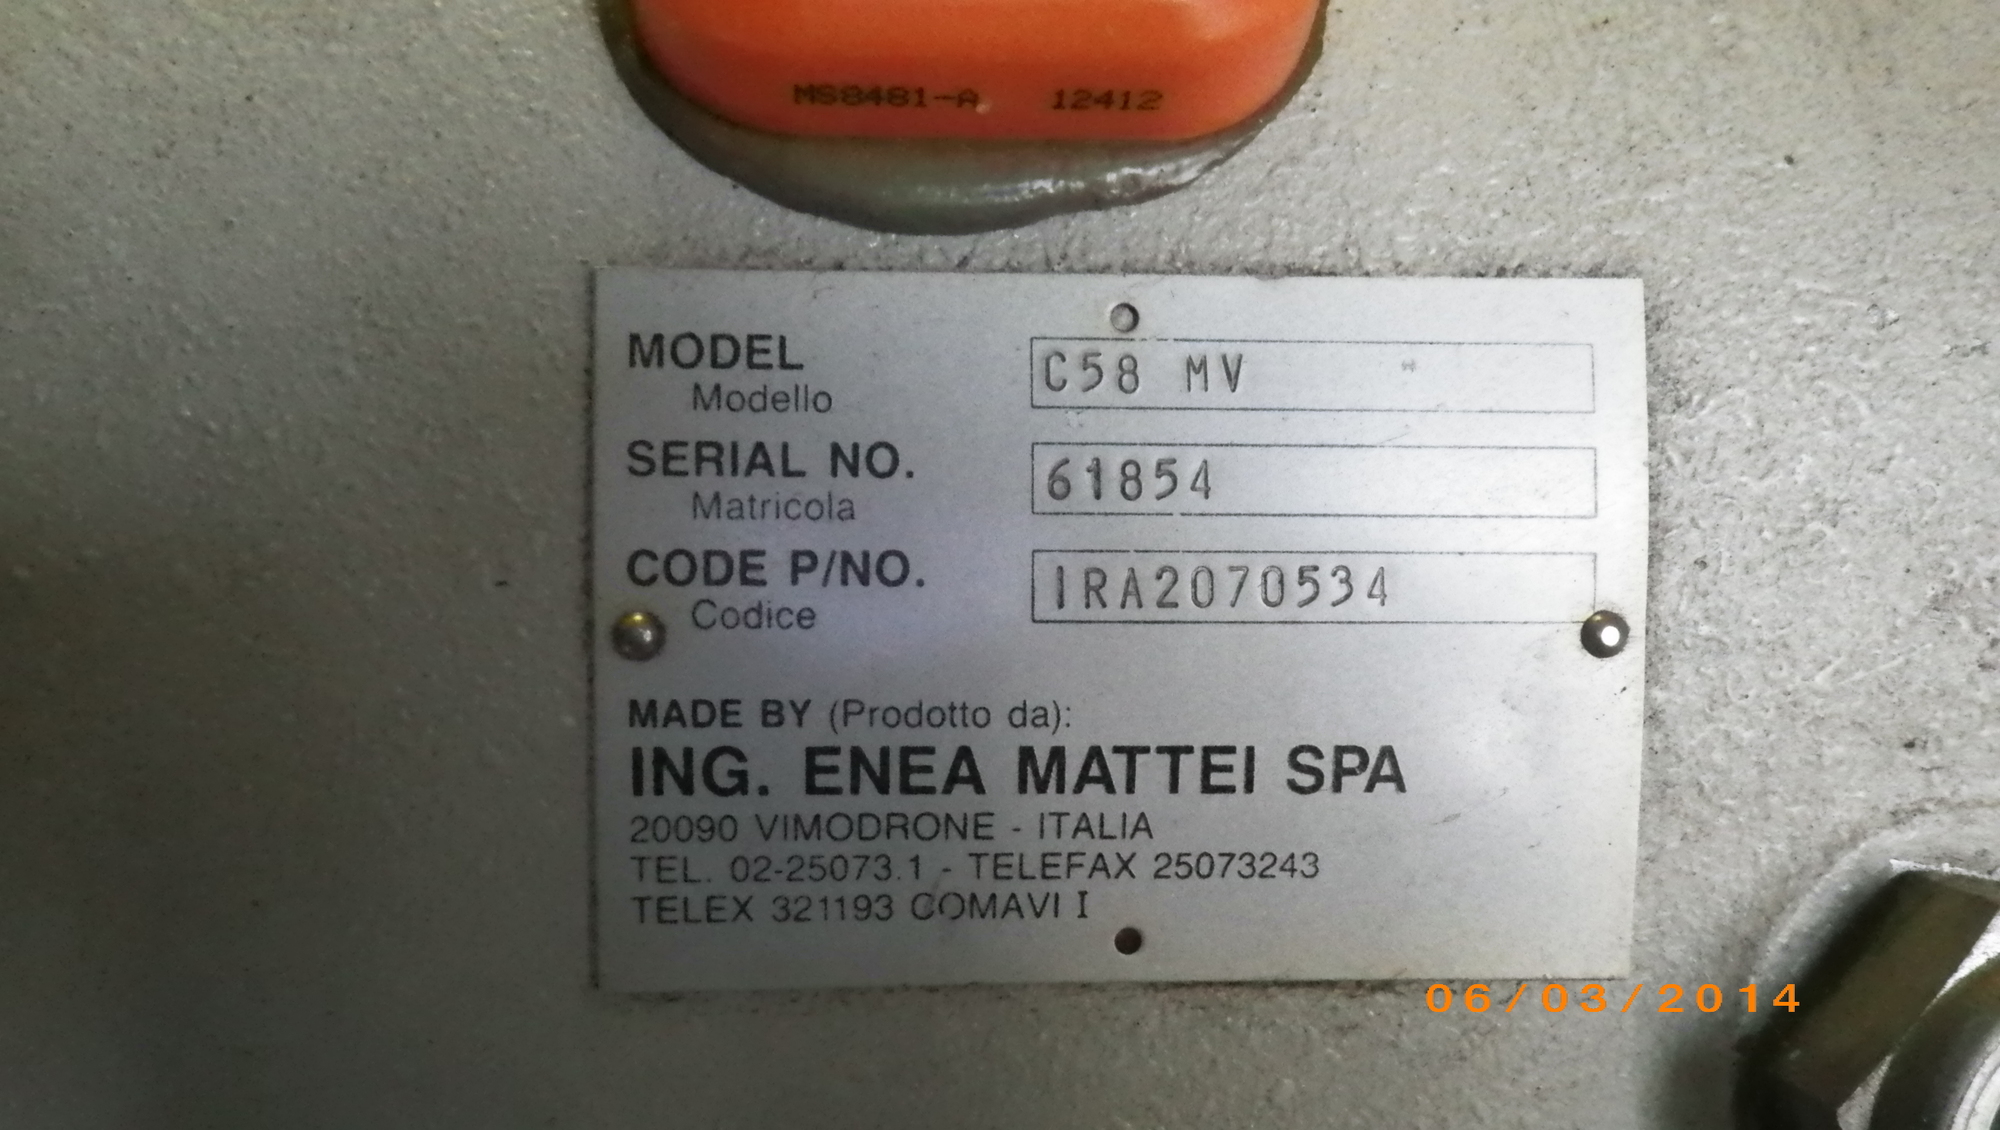 MS8481-A 12412
MODEL C58 MV
Modello
SERIAL NO. 61854
Matricola
CODE P/NO. IRA2070534
Codice
MADE BY (Prodotto da):
ING. ENEA MATTEI SPA
20090 VIMODRONE - ITALIA
TEL. 02-25073.1 - TELEFAX 25073243
TELEX 321193 COMAVI I
06/03/2014